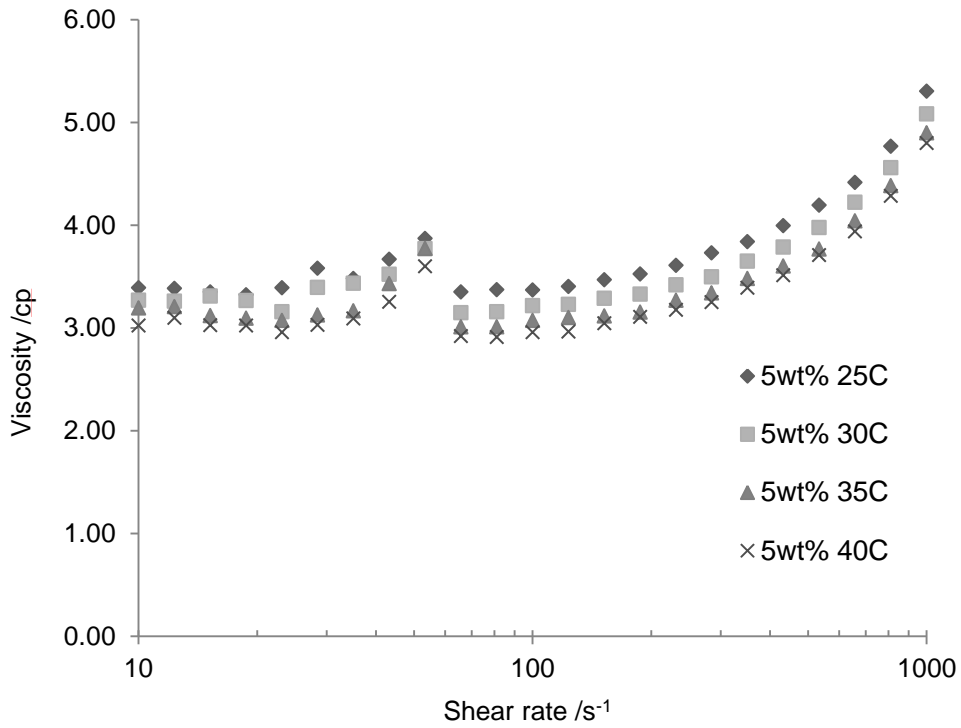 6.00
5.00
4.00
3.00
2.00
1.00
0.00
Viscosity /cp
10
100
1000
Shear rate /s⁻¹
5wt% 25C
5wt% 30C
5wt% 35C
5wt% 40C